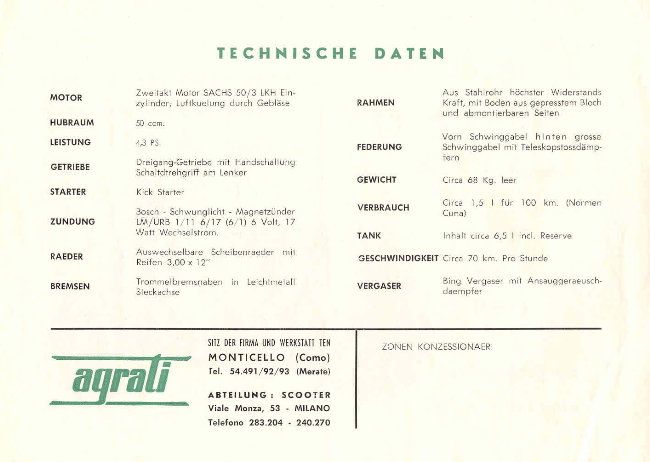 TECHNISCHE DATEN
MOTOR
Zweitakt Motor SACHS 50/3 LKH Ein-
zylinder, Luftkuelung durch Gebläse
HUBRAUM
50 ccm.
LEISTUNG
4,3 PS.
GETRIEBE
Dreigang-Getriebe mit Handschaltung
Schaltdrehgriff am Lenker
STARTER
Kick Starter
ZUNDUNG
Bosch - Schwunglicht - Magnetzünder
LM/URB 1/11 6/17 (6/1) 6 Volt, 17
Watt Wechselstrom.
RAEDER
Auswechselbare Scheibenraeder mit
Reifen 3,00 x 12"
BREMSEN
Trommelbremsnaben in Leichtmetall
Steckachse
RAHMEN
Aus Stahlrohr höchster Widerstands
Kraft, mit Boden aus gepresstem Bloch
und abmontierbaren Seiten
FEDERUNG
Vorn Schwinggabel hinten grosse
Schwinggabel mit Teleskopstossdämp-
fern
GEWICHT
Circa 68 Kg. leer
VERBRAUCH
Circa 1,5 l für 100 km. (Normen
Cuna)
TANK
Inhalt circa 6,5 l incl. Reserve
GESCHWINDIGKEIT Circa 70 km. Pro Stunde
VERGASER
Bing Vergaser mit Ansauggeraeusch-
daempfer
agrati
SITZ DER FIRMA UND WERKSTATT TEN
MONTICELLO (Como)
Tel. 54.491/92/93 (Merate)
ABTEILUNG: SCOOTER
Viale Monza, 53 - MILANO
Telefono 283.204 - 240.270
ZONEN KONZESSIONAER: